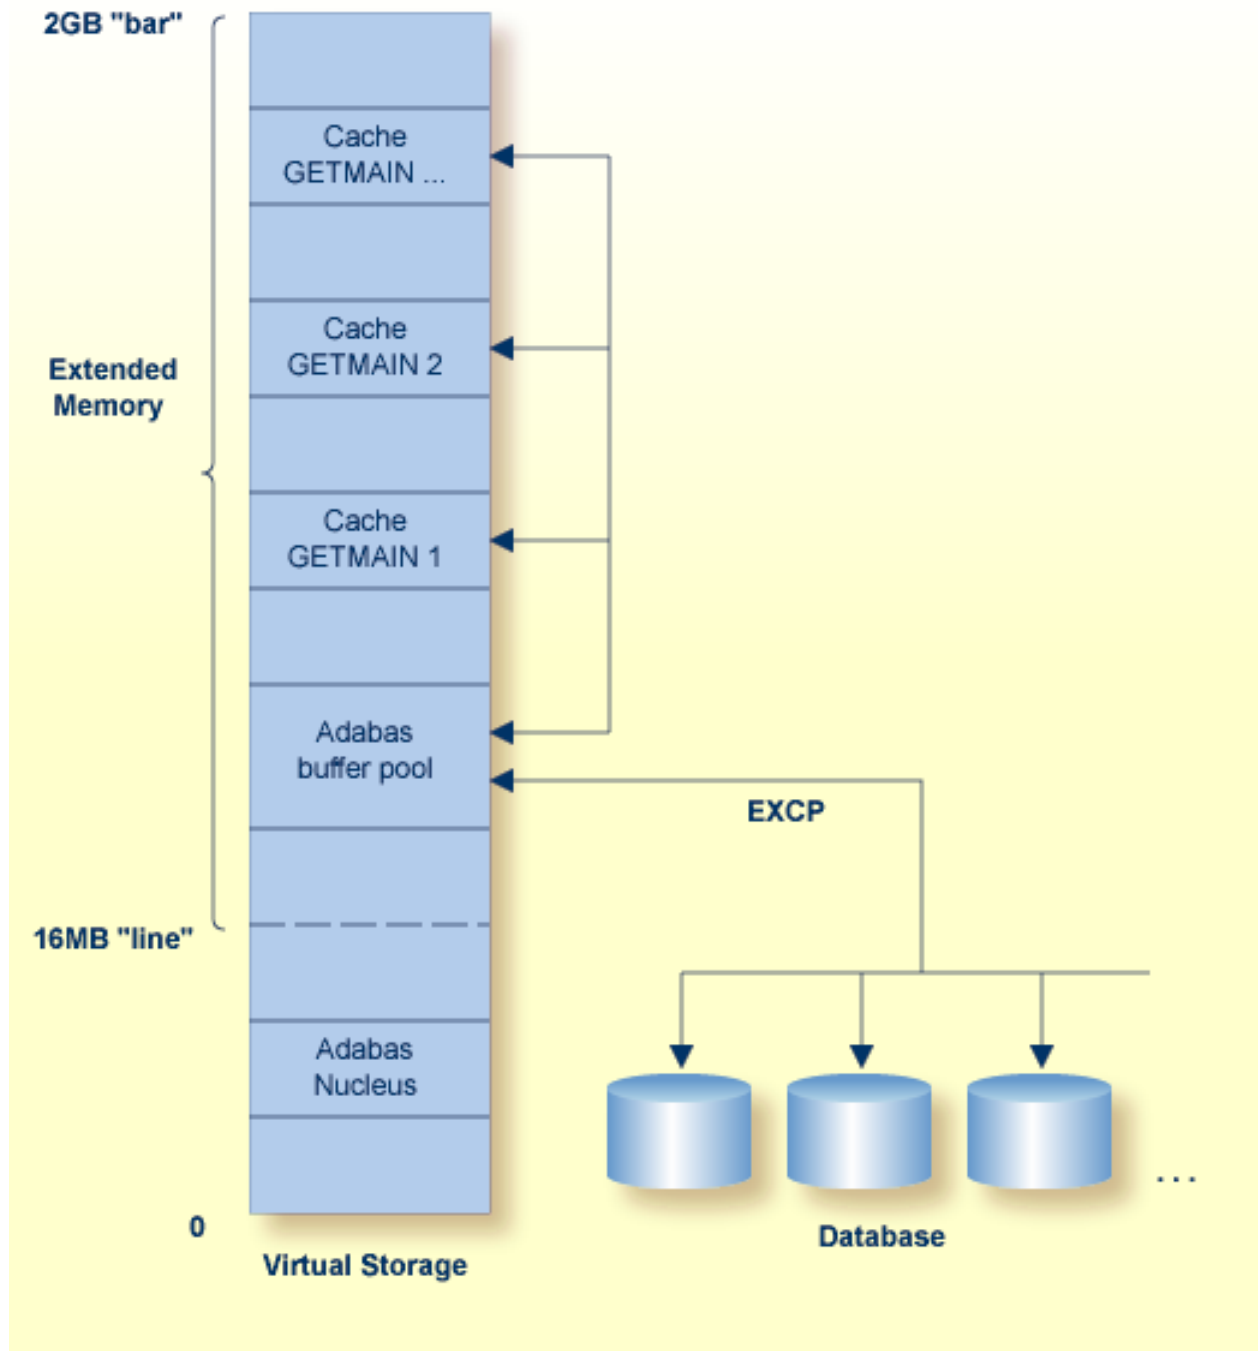 2GB "bar"
Cache
GETMAIN ...
Cache
GETMAIN 2
Extended
Memory
Cache
GETMAIN 1
Adabas
buffer pool
EXCP
16MB "line"
Adabas
Nucleus
...
0
Database
Virtual Storage